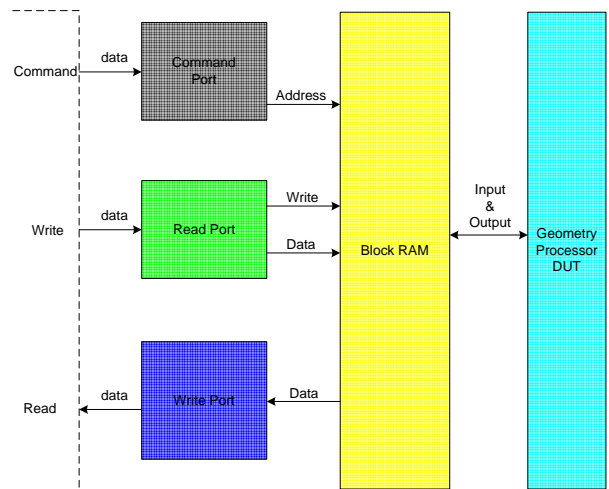 Command
data
Command
Port
Address
Write
data
Read Port
Write
Data
Block RAM
Input
&
Output
Geometry
Processor
DUT
Read
data
Write Port
Data